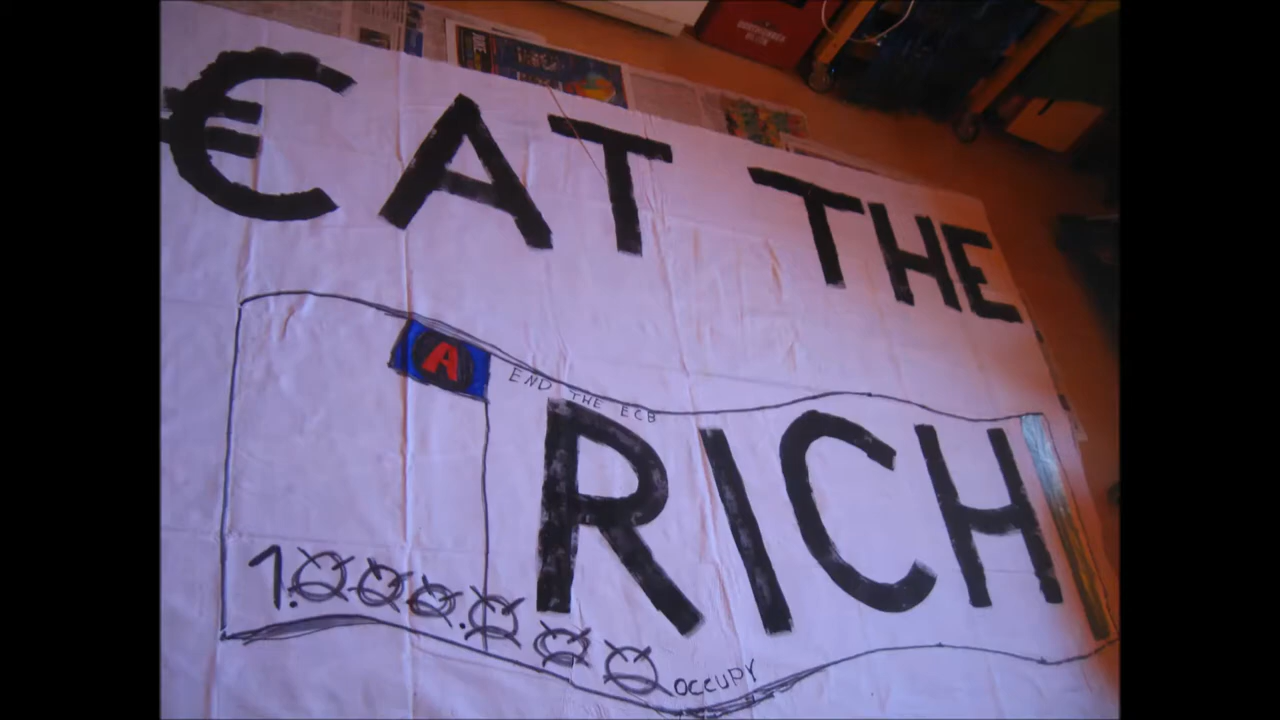 €AT THE
A
END THE ECB
RICH
1.000.000
OCCUPY